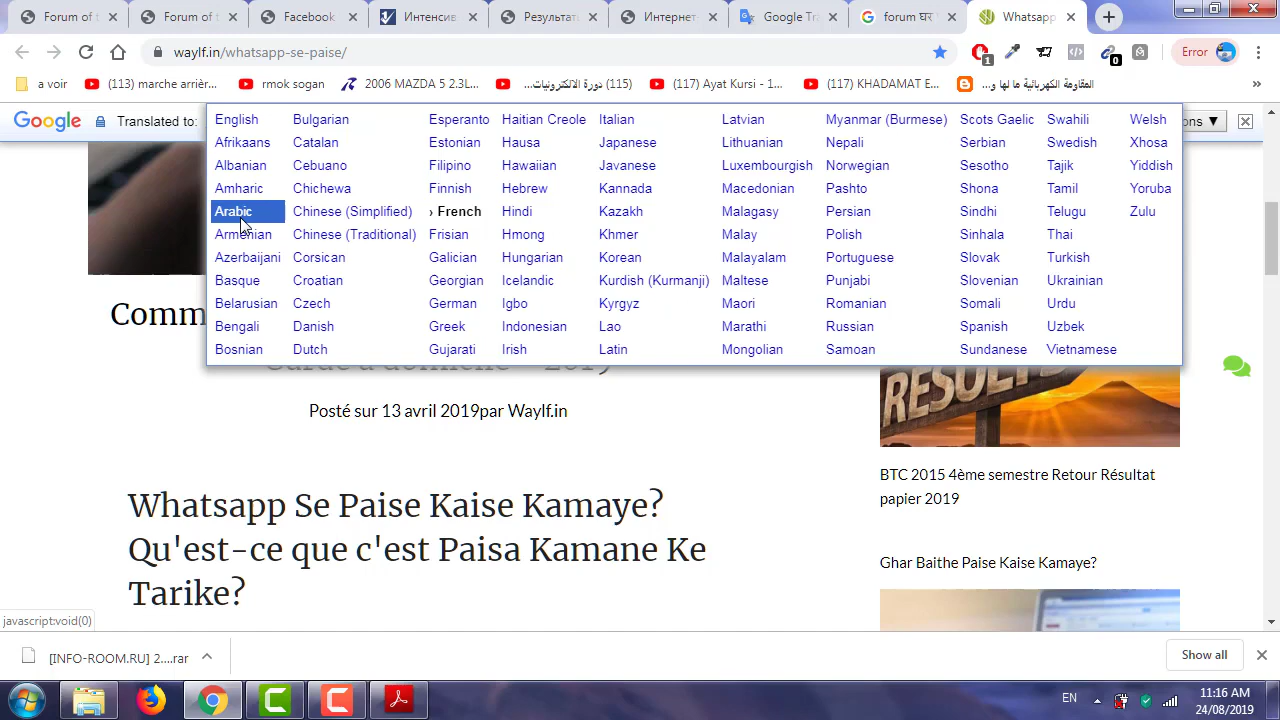 Forum of t
Forum of t
Facebook
Интенсив
Результа
Интернет-
Google Tra
forum घर
Whatsapp
waylf.in/whatsapp-se-paise/
1
0
Error
a voir
(113) marche arrièr...
rmok sogan
2006 MAZDA 5 2.3L...
(115) دورة الالكترونيات...
(117) Ayat Kursi - 1...
(117) KHADAMAT E...
المقاومة الكهربائية ما لها و...
»
Google
Translated to:
ons ▼
English Bulgarian Esperanto Haitian Creole Italian Latvian Myanmar (Burmese) Scots Gaelic Swahili Welsh
Afrikaans Catalan Estonian Hausa Japanese Lithuanian Nepali Serbian Swedish Xhosa
Albanian Cebuano Filipino Hawaiian Javanese Luxembourgish Norwegian Sesotho Tajik Yiddish
Amharic Chichewa Finnish Hebrew Kannada Macedonian Pashto Shona Tamil Yoruba
Arabic Chinese (Simplified) › French Hindi Kazakh Malagasy Persian Sindhi Telugu Zulu
Armenian Chinese (Traditional) Frisian Hmong Khmer Malay Polish Sinhala Thai
Azerbaijani Corsican Galician Hungarian Korean Malayalam Portuguese Slovak Turkish
Basque Croatian Georgian Icelandic Kurdish (Kurmanji) Maltese Punjabi Slovenian Ukrainian
Belarusian Czech German Igbo Kyrgyz Maori Romanian Somali Urdu
Bengali Danish Greek Indonesian Lao Marathi Russian Spanish Uzbek
Bosnian Dutch Gujarati Irish Latin Mongolian Samoan Sundanese Vietnamese
Comm
2019
Posté sur 13 avril 2019par Waylf.in
Whatsapp Se Paise Kaise Kamaye?
Qu'est-ce que c'est Paisa Kamane Ke
Tarike?
RESULTS
BTC 2015 4ème semestre Retour Résultat
papier 2019
Ghar Baithe Paise Kaise Kamaye?
javascript:void(0)
[INFO-ROOM.RU] 2....rar
Show all
EN
11:16 AM
24/08/2019